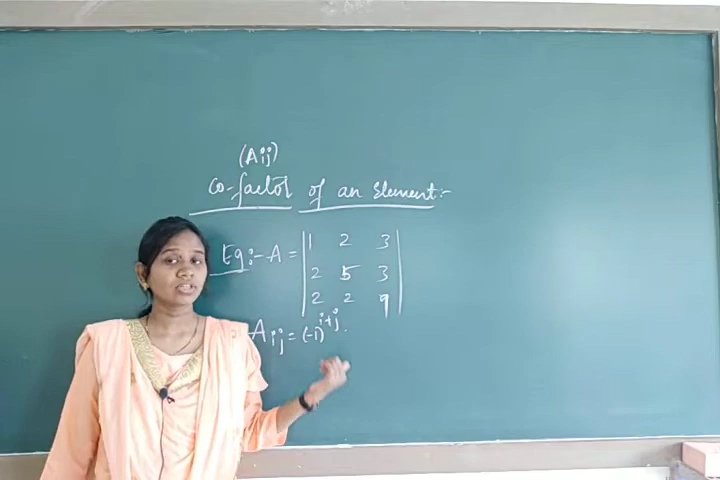 (Aij)
Co-factor of an Element:-
Eg:- A = | 1 2 3 |
| 2 5 3 |
| 2 2 9 |
Aij = (-1)^i+j .